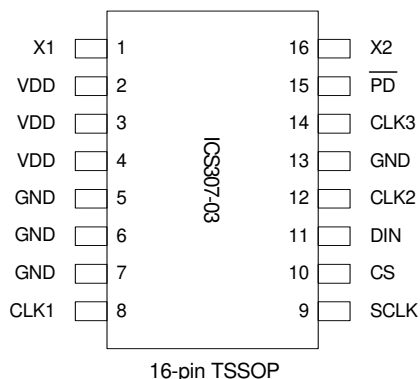 X1 1 16 X2
VDD 2 15 PD
VDD 3 14 CLK3
VDD 4 13 GND
GND 5 12 CLK2
GND 6 11 DIN
GND 7 10 CS
CLK1 8 9 SCLK
ICS307-03
16-pin TSSOP